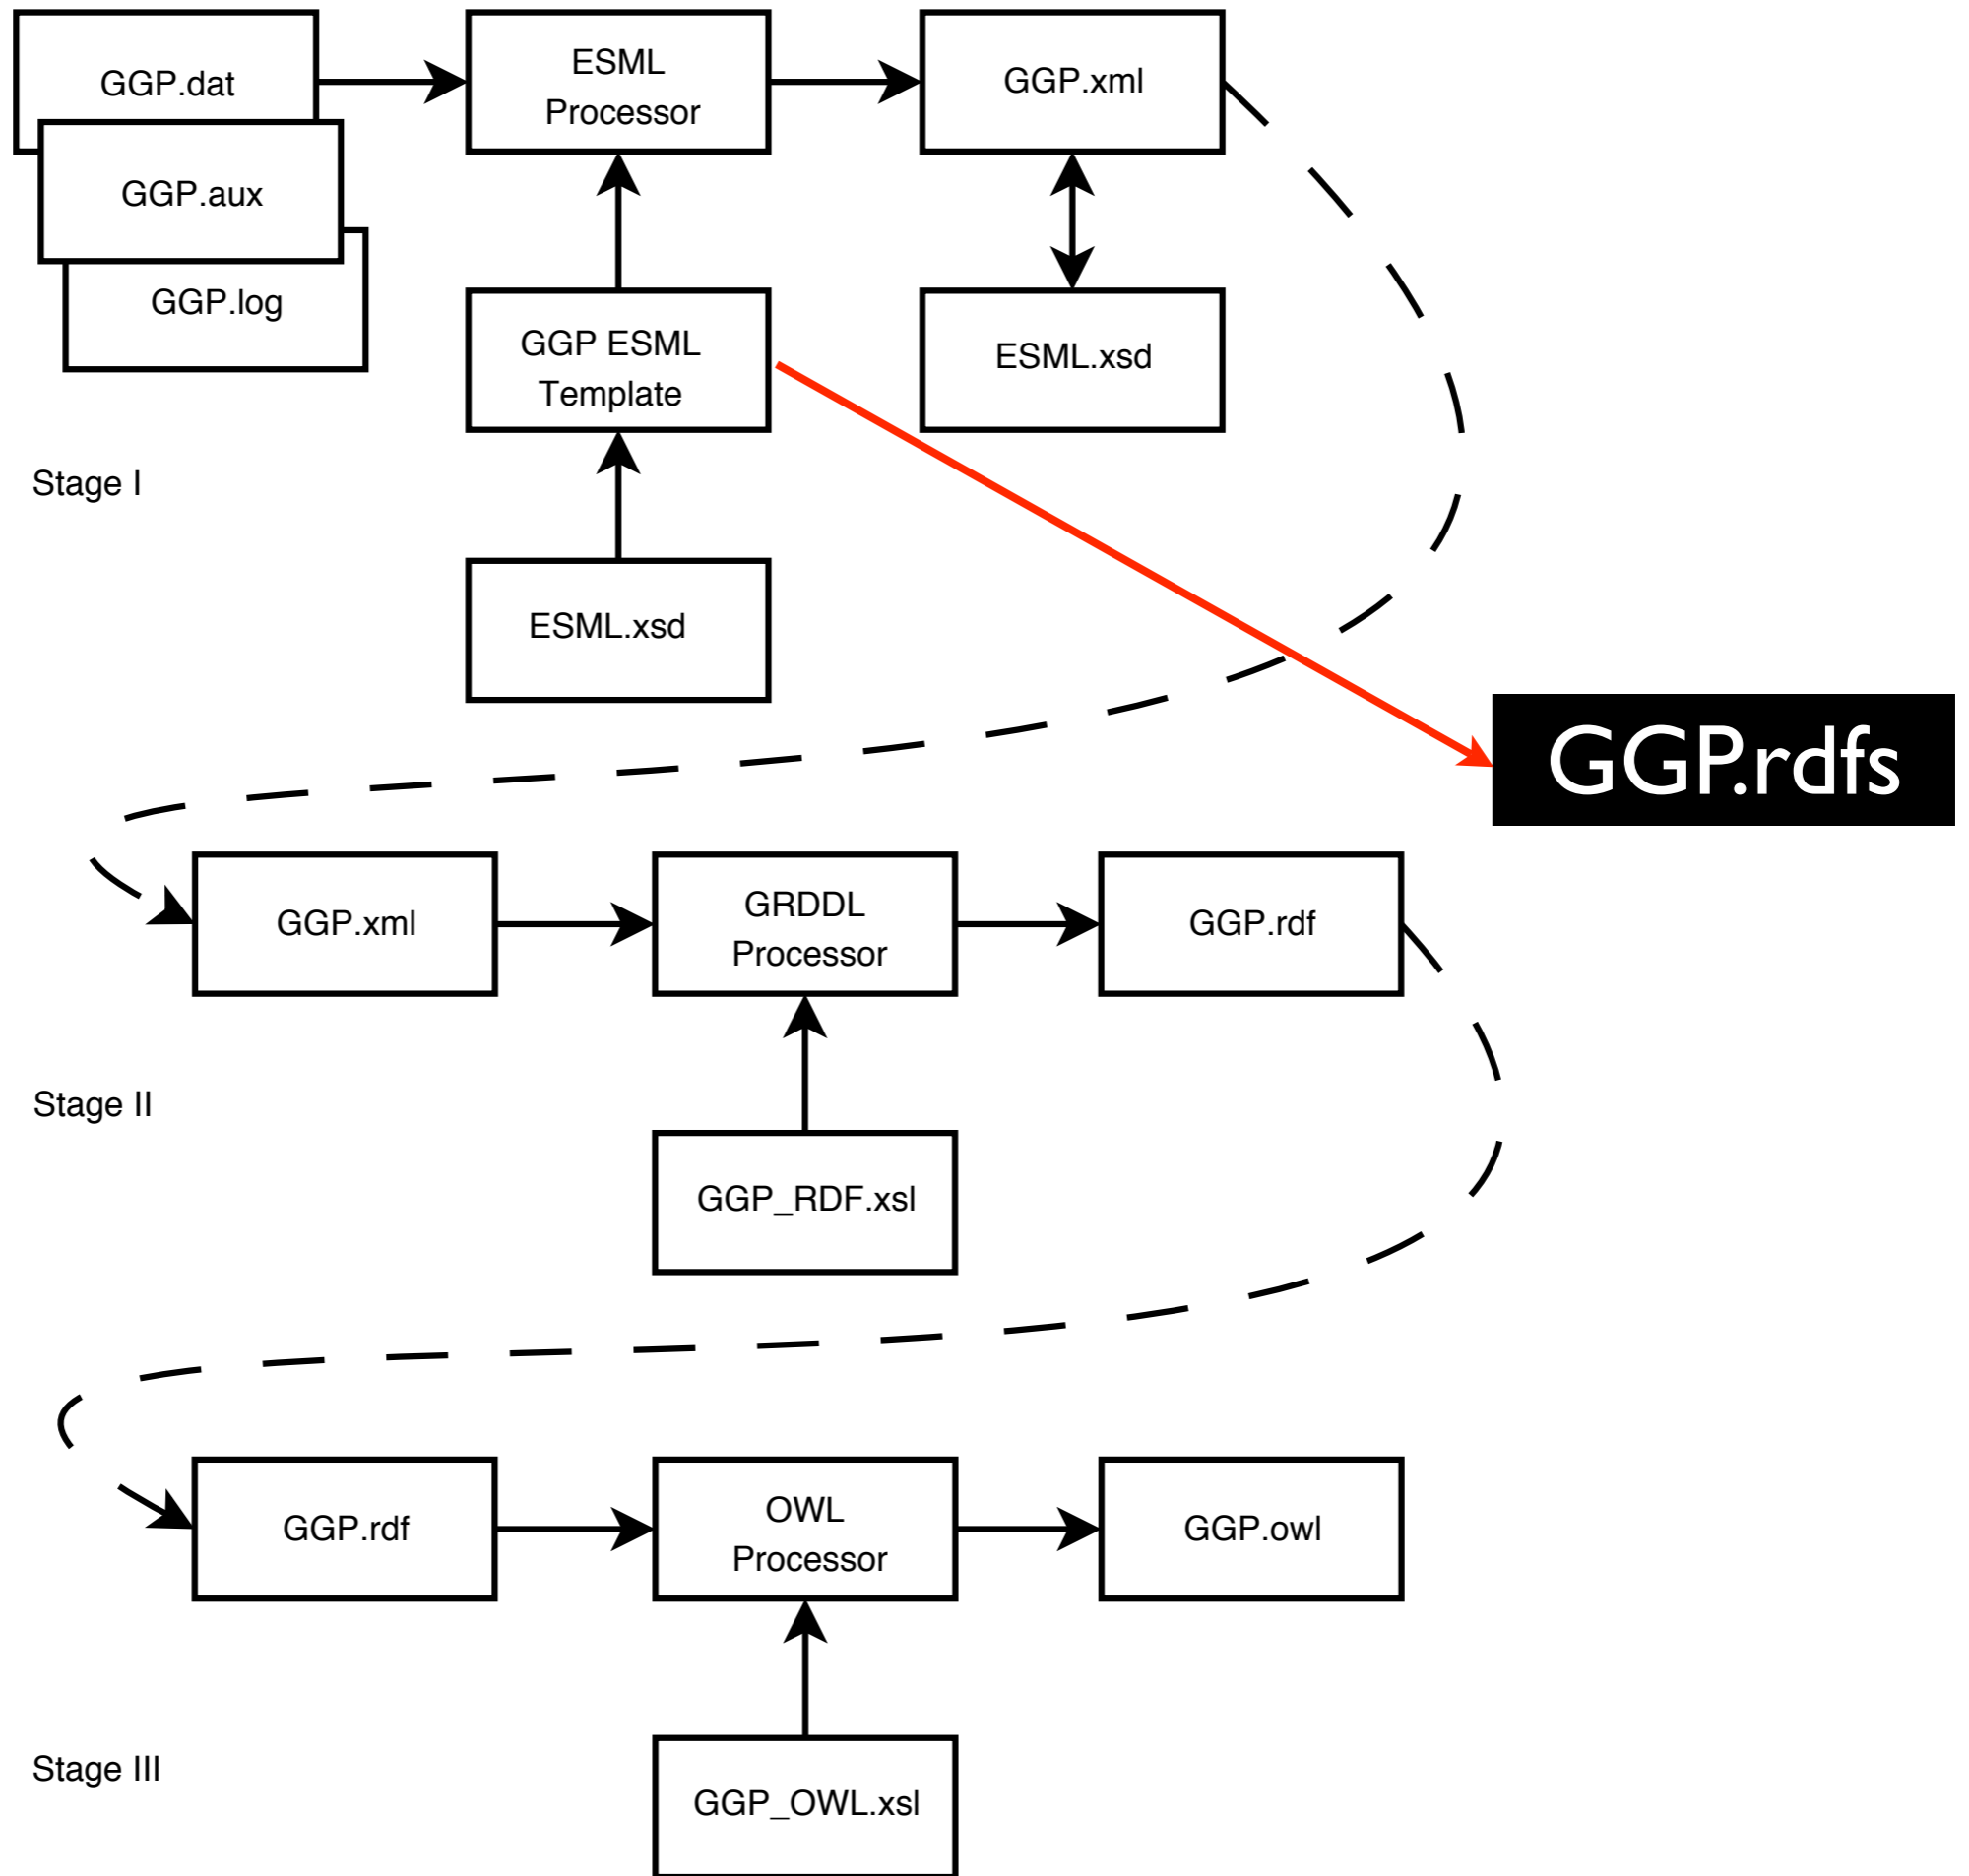 GGP.dat
GGP.aux
GGP.log
ESML
Processor
GGP.xml
GGP ESML
Template
ESML.xsd
ESML.xsd
Stage I
GGP.rdfs
GGP.xml
GRDDL
Processor
GGP.rdf
GGP_RDF.xsl
Stage II
GGP.rdf
OWL
Processor
GGP.owl
GGP_OWL.xsl
Stage III